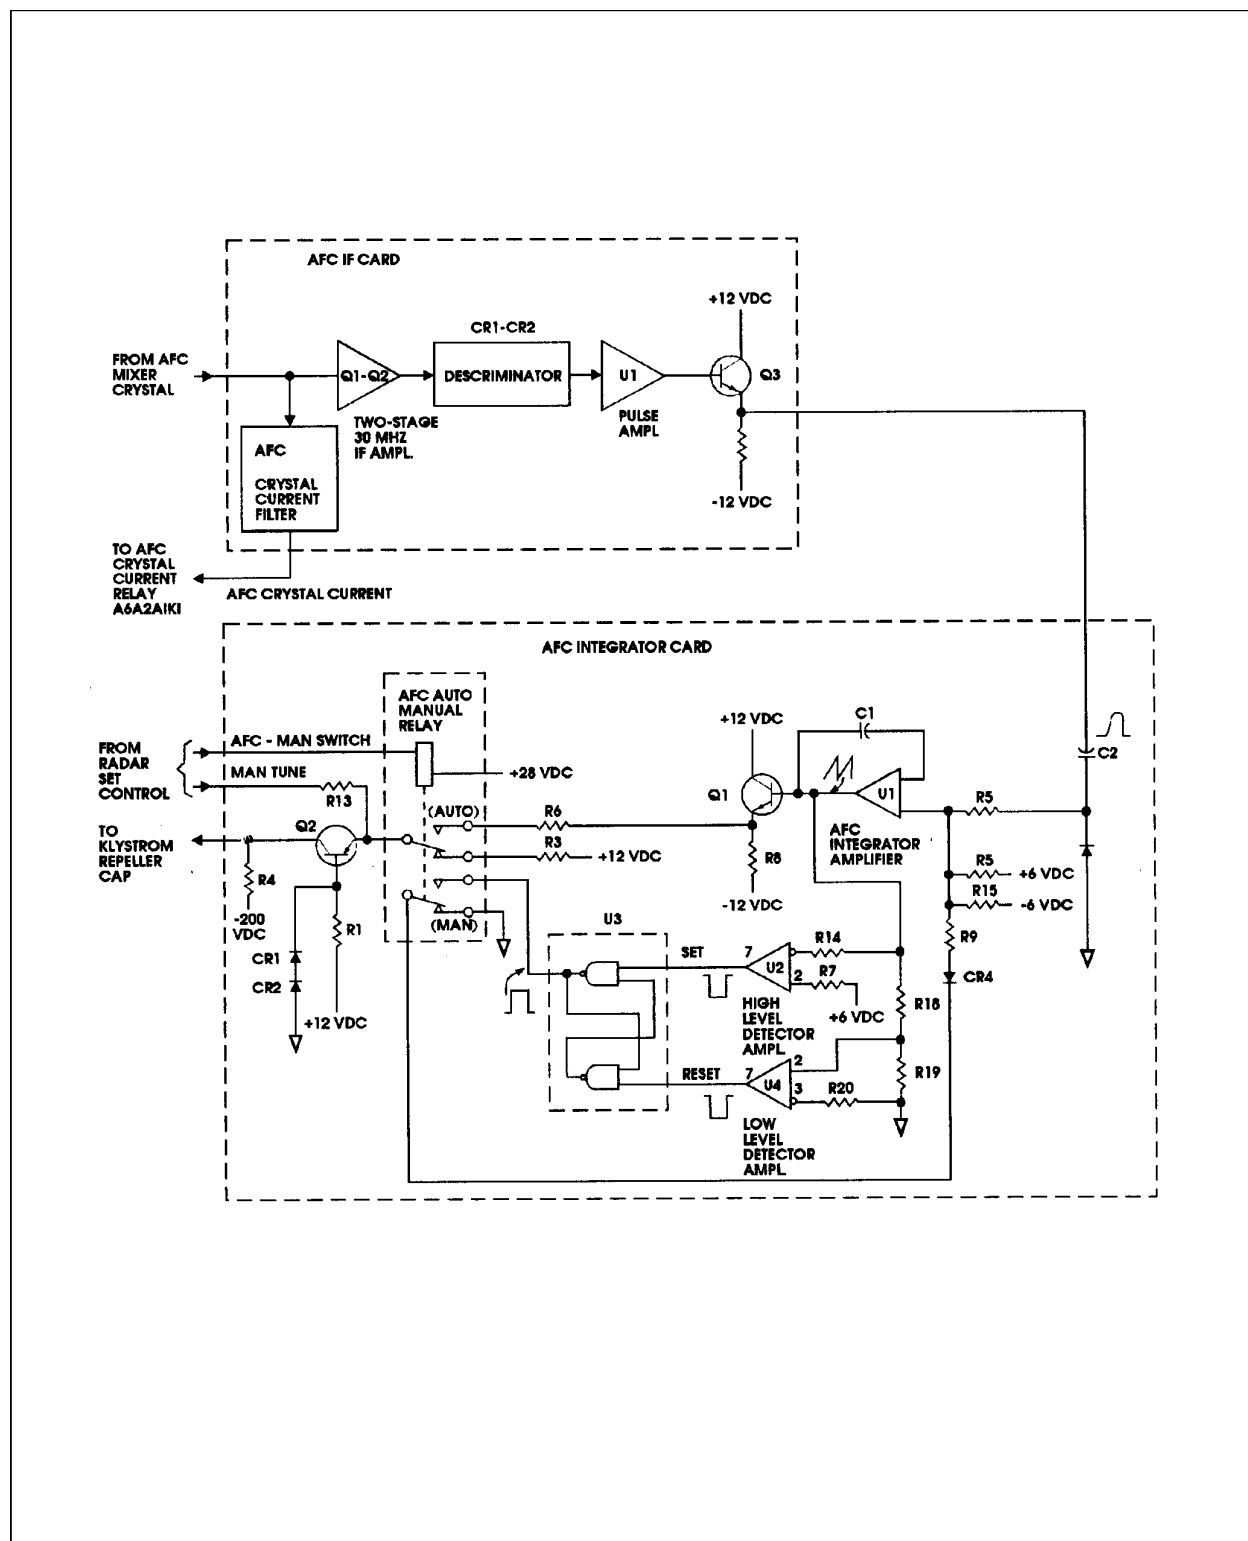 AFC IF CARD
+12 VDC
CR1-CR2
FROM AFC
MIXER
CRYSTAL
Q1-Q2
DESCRIMINATOR
U1
Q3
TWO-STAGE
30 MHZ
IF AMPL.
PULSE
AMPL
AFC
CRYSTAL
CURRENT
FILTER
-12 VDC
TO AFC
CRYSTAL
CURRENT
RELAY
A6A2A1K1
AFC CRYSTAL CURRENT
AFC INTEGRATOR CARD
AFC AUTO
MANUAL
RELAY
+12 VDC
C1
C2
FROM
RADAR
SET
CONTROL
AFC - MAN SWITCH
MAN TUNE
+28 VDC
R13
Q1
U1
R5
(AUTO)
R6
AFC
INTEGRATOR
AMPLIFIER
TO
KLYSTROM
REPELLER
CAP
Q2
R3
+12 VDC
R8
R5
+6 VDC
R4
R15
-6 VDC
-12 VDC
-200
VDC
R1
(MAN)
U3
R9
SET
7
U2
R14
2
R7
CR1
CR2
CR4
+12 VDC
HIGH
LEVEL
DETECTOR
AMPL.
+6 VDC
R18
RESET
7
U4
2
3
R20
R19
LOW
LEVEL
DETECTOR
AMPL.